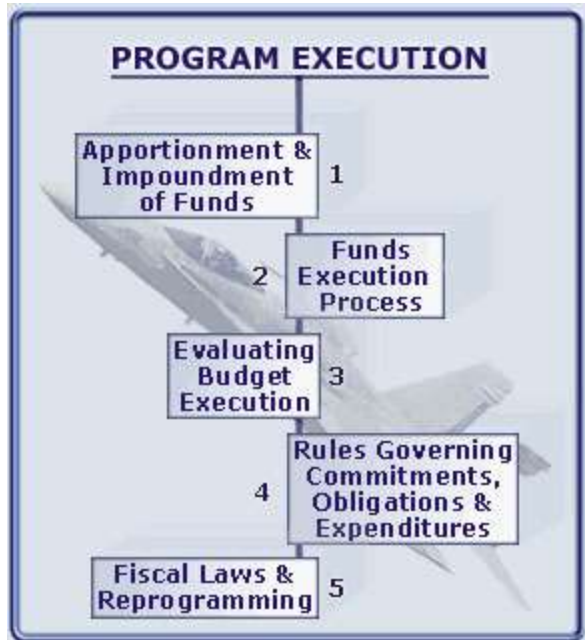 PROGRAM EXECUTION
Apportionment &
Impoundment
of Funds
1
Funds
2
Execution
Process
Evaluating
Budget
3
Execution
Rules Governing
Commitments,
4
Obligations &
Expenditures
Fiscal Laws &
Reprogramming
5